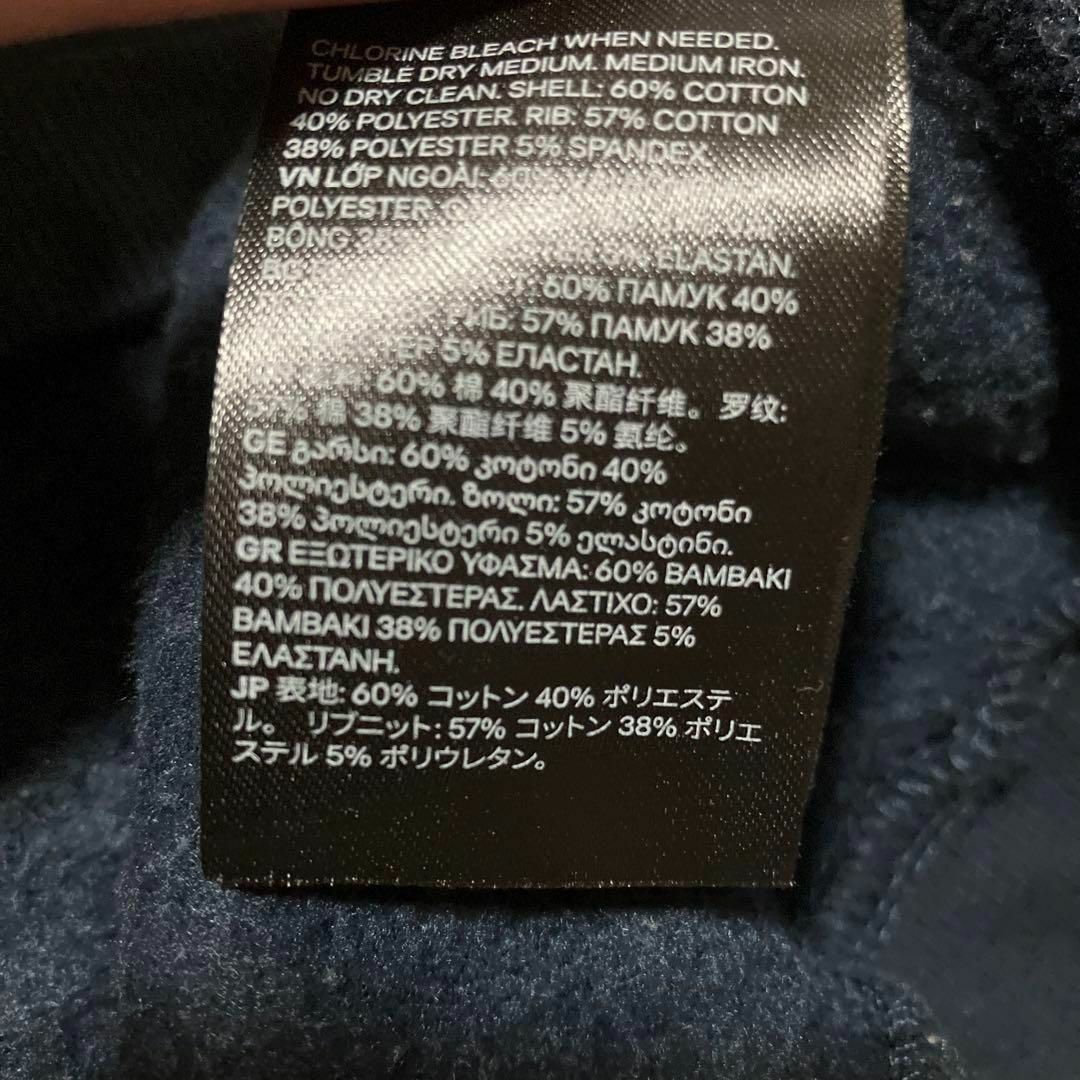 CHLORINE BLEACH WHEN NEEDED.
TUMBLE DRY MEDIUM. MEDIUM IRON.
NO DRY CLEAN. SHELL: 60% COTTON
40% POLYESTER. RIB: 57% COTTON
38% POLYESTER 5% SPANDEX.
VN LỚP NGOÀI: 60%
POLYESTER.
BÔNG 38% ELASTAN.
60% ПАМУК 40%
57% ПАМУК 38%
5% ЕЛАСТАН.
60% 棉 40% 聚酯纤维。罗纹:
57% 棉 38% 聚酯纤维 5% 氨纶。
GE გარსი: 60% კოტონი 40%
პოლიესტერი. ზოლი: 57% კოტონი
38% პოლიესტერი 5% ელასტინი.
GR ΕΞΩΤΕΡΙΚΟ ΥΦΑΣΜΑ: 60% ΒΑΜΒΑΚΙ
40% ΠΟΛΥΕΣΤΕΡΑΣ. ΛΑΣΤΙΧΟ: 57%
ΒΑΜΒΑΚΙ 38% ΠΟΛΥΕΣΤΕΡΑΣ 5%
ΕΛΑΣΤΑΝΗ.
JP 表地: 60% コットン 40% ポリエステ
ル。 リブニット: 57% コットン 38% ポリエ
ステル 5% ポリウレタン。